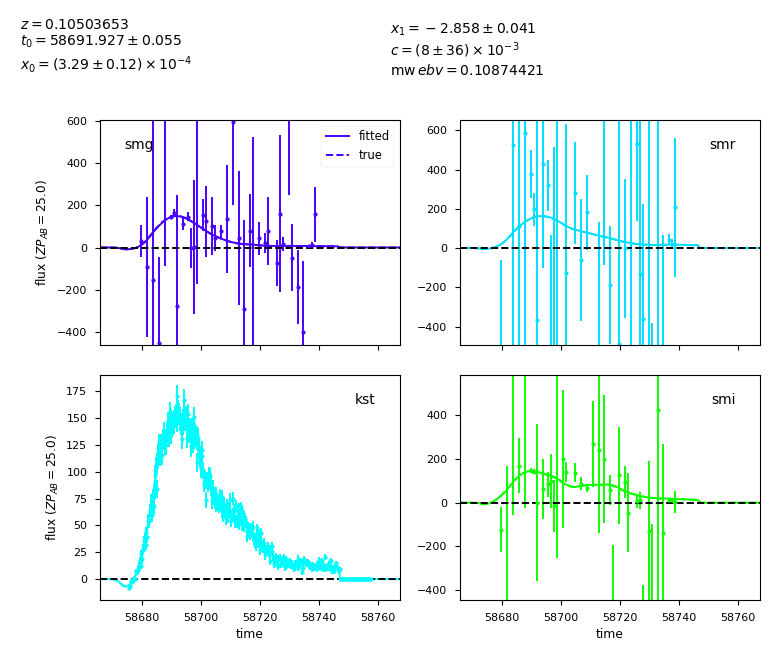 z = 0.10503653
t₀ = 58691.927 ± 0.055
x₀ = (3.29 ± 0.12) × 10⁻⁴
x₁ = −2.858 ± 0.041
c = (8 ± 36) × 10⁻³
mw ebv = 0.10874421
smg
fitted
true
600
400
200
0
−200
−400
flux (ZP_AB = 25.0)
smr
600
400
200
0
−200
−400
kst
175
150
125
100
75
50
25
0
flux (ZP_AB = 25.0)
58680 58700 58720 58740 58760
time
smi
400
200
0
−200
−400
58680 58700 58720 58740 58760
time